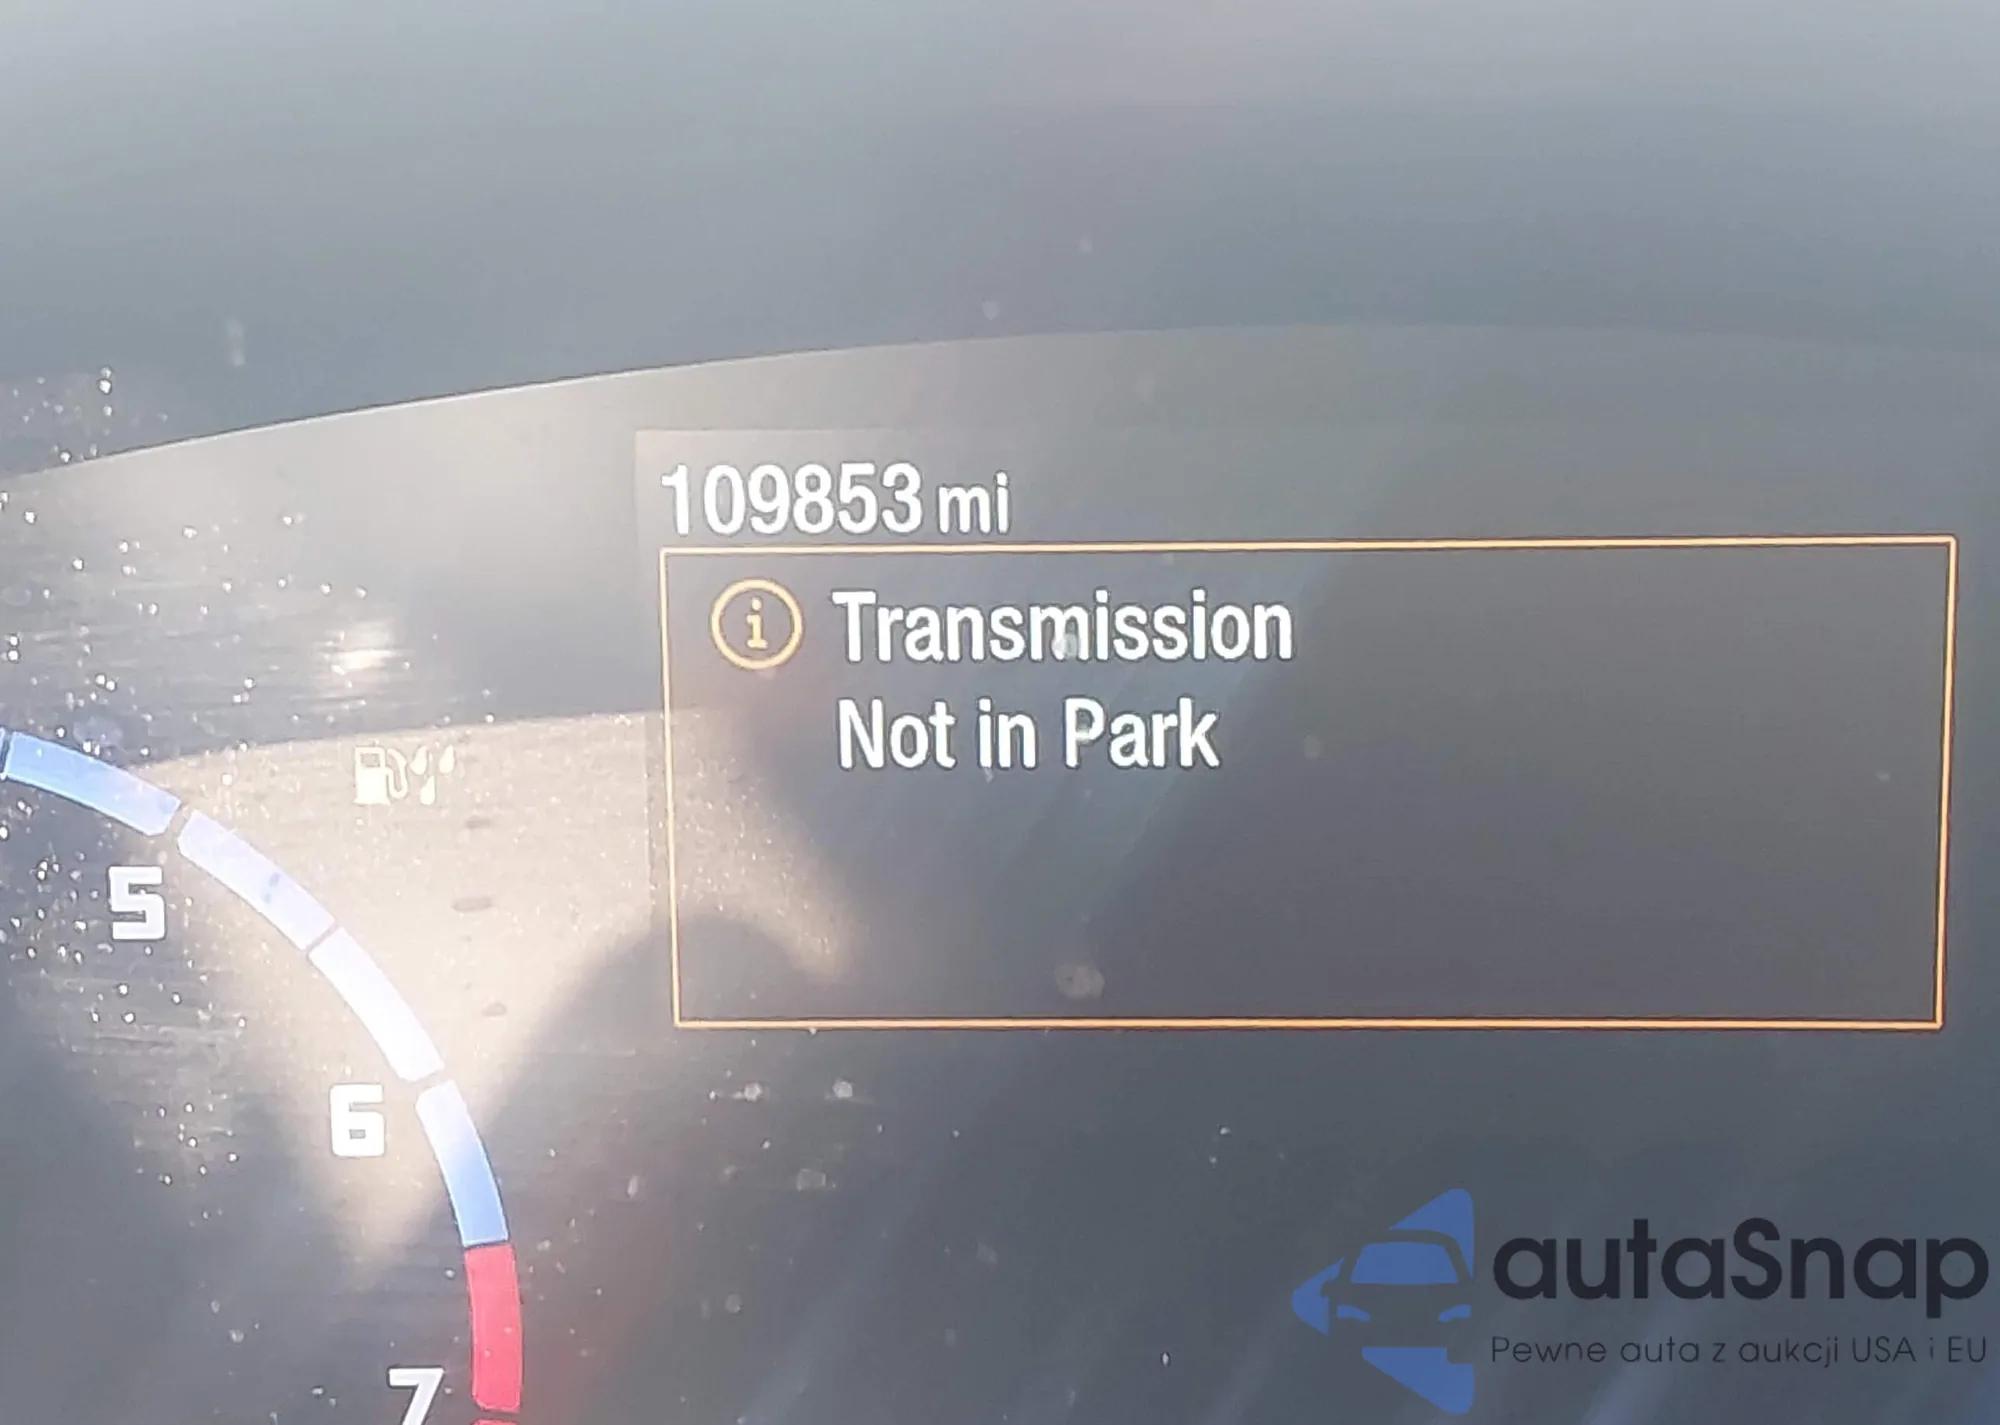 109853 mi
Transmission
Not in Park
5
6
7
autaSnap
Pewne auta z aukcji USA i EU